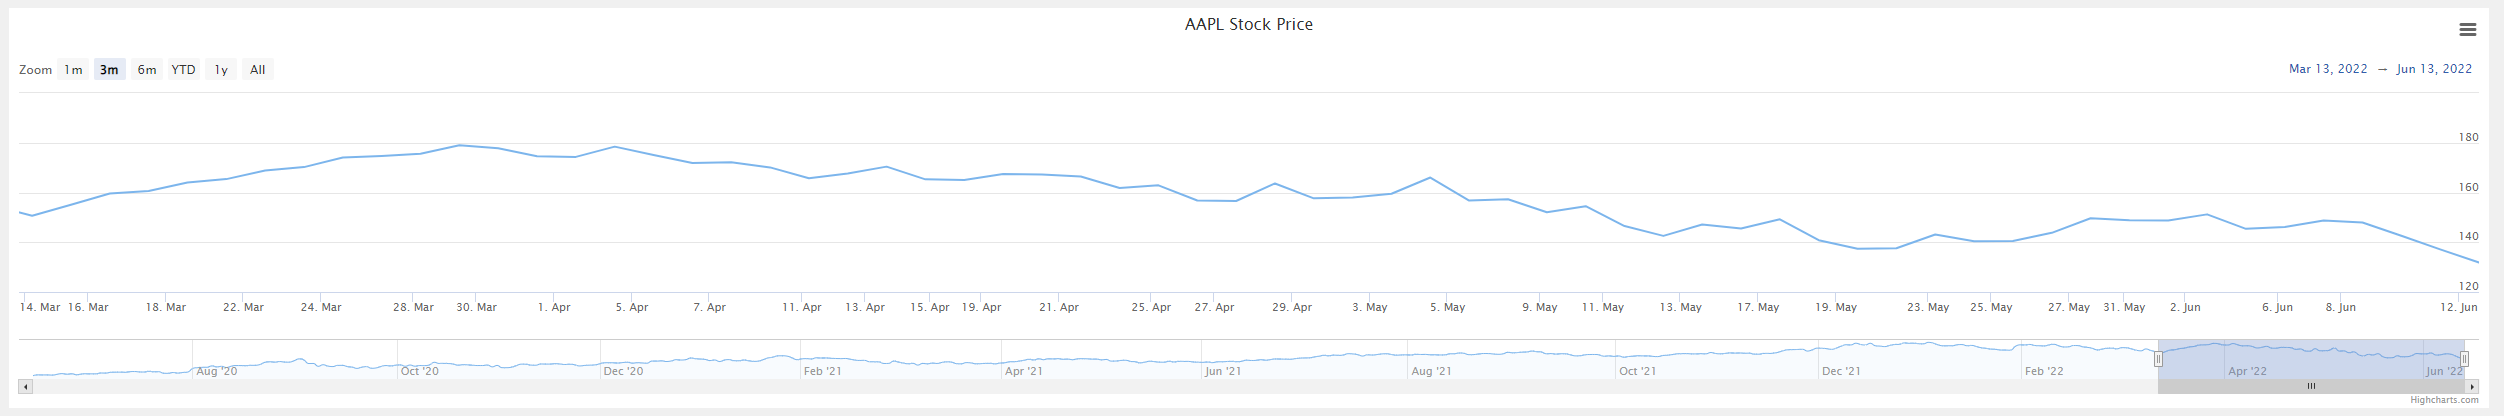 AAPL Stock Price
Zoom 1m 3m 6m YTD 1y All Mar 13, 2022 → Jun 13, 2022
180
160
140
120
14. Mar 16. Mar 18. Mar 22. Mar 24. Mar 28. Mar 30. Mar 1. Apr 5. Apr 7. Apr 11. Apr 13. Apr 15. Apr 19. Apr 21. Apr 25. Apr 27. Apr 29. Apr 3. May 5. May 9. May 11. May 13. May 17. May 19. May 23. May 25. May 27. May 31. May 2. Jun 6. Jun 8. Jun 12. Jun
Aug '20 Oct '20 Dec '20 Feb '21 Apr '21 Jun '21 Aug '21 Oct '21 Dec '21 Feb '22 Apr '22 Jun '22
Highcharts.com